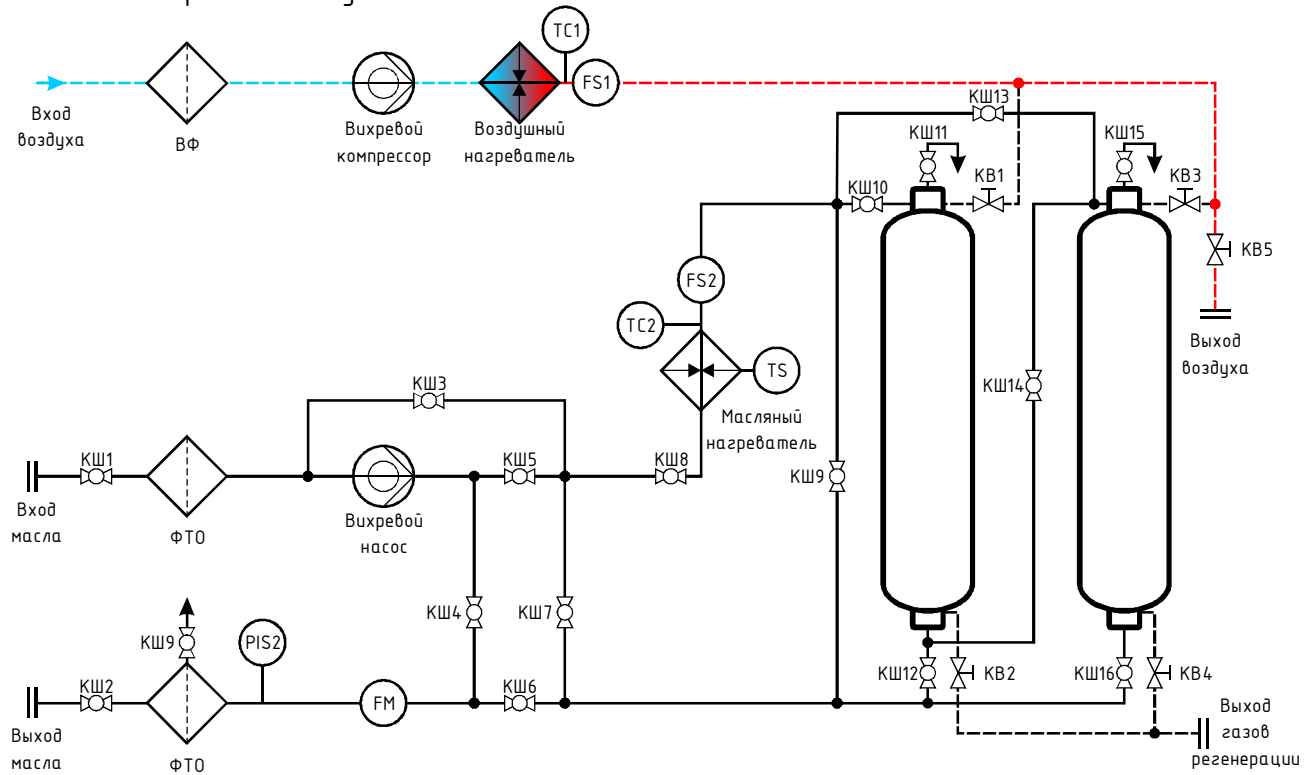 TC1
FS1
Вход
воздуха
ВФ
Вихревой
компрессор
Воздушный
нагреватель
КШ13
КШ11
КШ15
КШ10
КВ1
КВ3
КВ5
Выход
воздуха
FS2
TC2
TS
Масляный
нагреватель
КШ14
КШ3
КШ1
КШ5
КШ8
КШ9
Вход
масла
ФТО
Вихревой
насос
КШ4
КШ7
КШ9
PIS2
КШ2
FM
КШ6
КШ12
КВ2
КШ16
КВ4
Выход
масла
ФТО
Выход
газов
регенерации